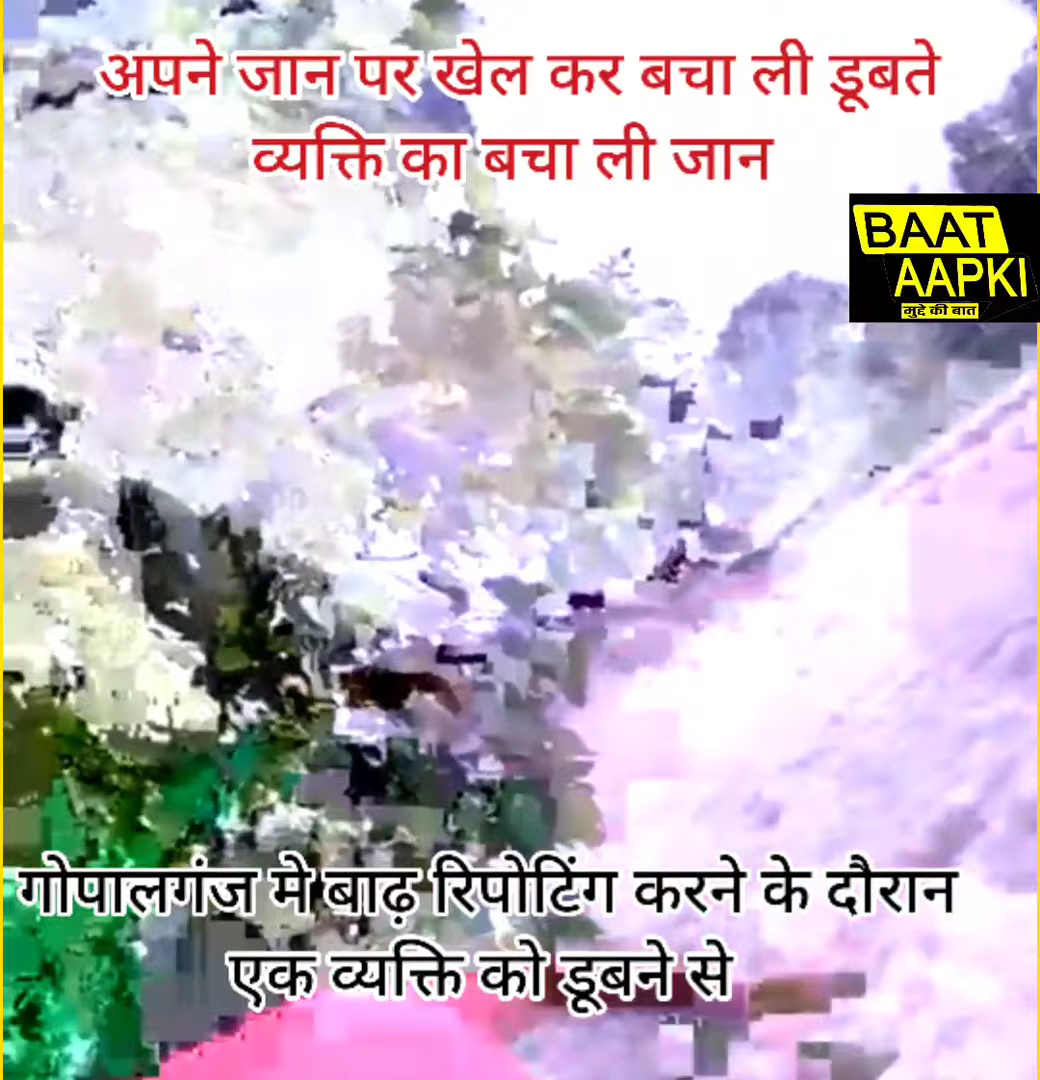 अपने जान पर खेल कर बचा ली डूबते
व्यक्ति का बचा ली जान
BAAT
AAPKI
मुद्दे की बात
गोपालगंज मे बाढ़ रिपोटिंग करने के दौरान
एक व्यक्ति को डूबने से